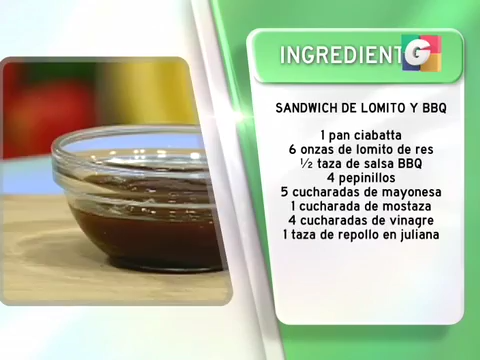 INGREDIENT
G
SANDWICH DE LOMITO Y BBQ
1 pan ciabatta
6 onzas de lomito de res
½ taza de salsa BBQ
4 pepinillos
5 cucharadas de mayonesa
1 cucharada de mostaza
4 cucharadas de vinagre
1 taza de repollo en juliana